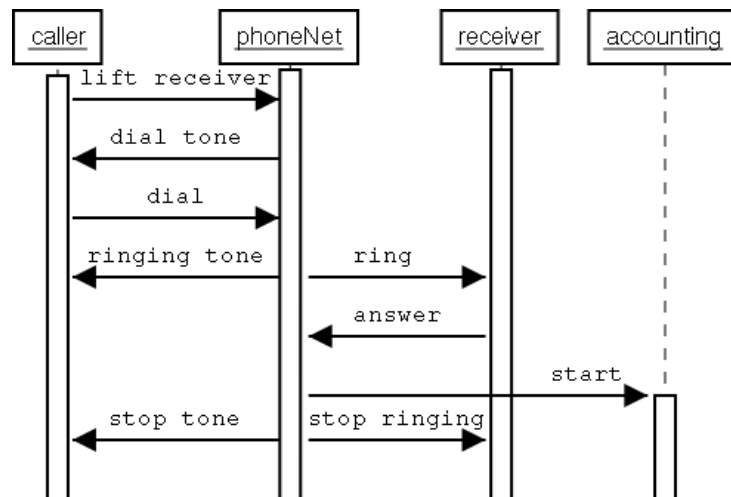 caller phoneNet receiver accounting
lift receiver
dial tone
dial
ringing tone ring
answer
start
stop tone stop ringing